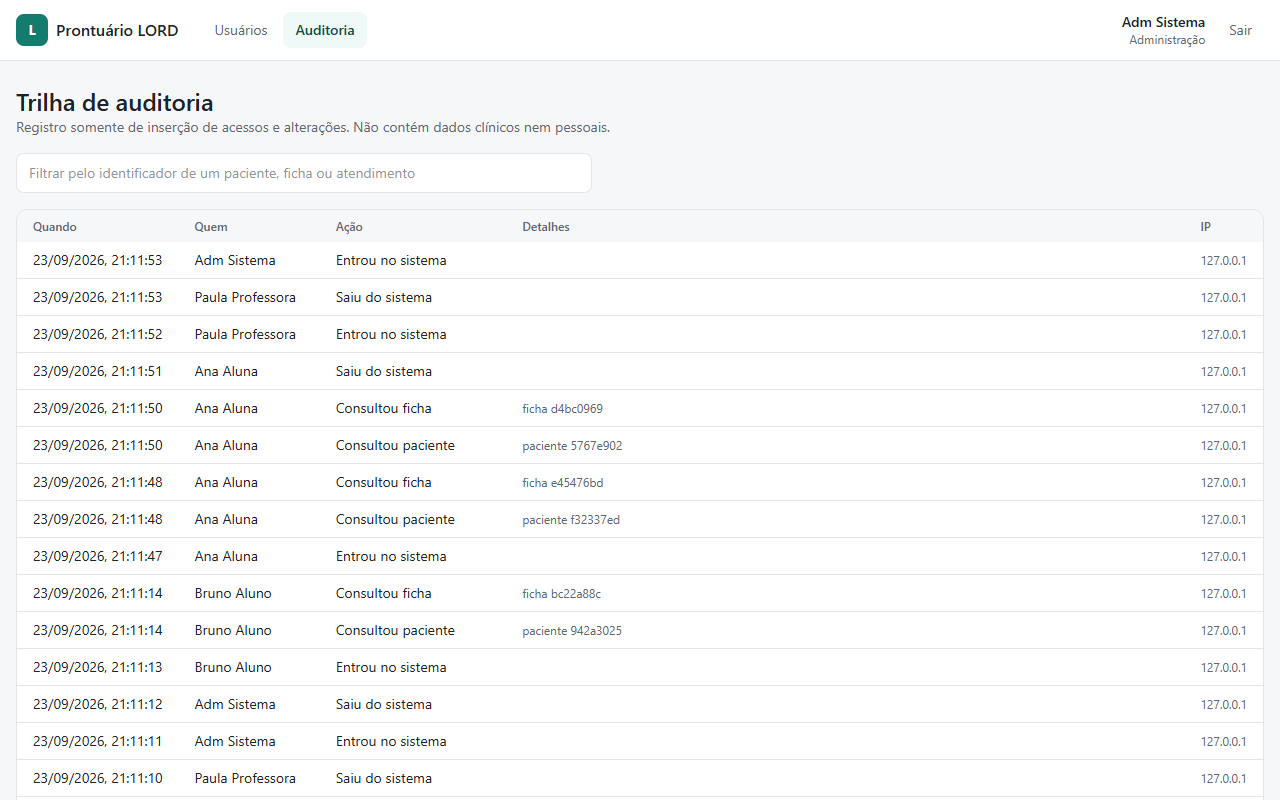 L Prontuário LORD Usuários Auditoria Adm Sistema Sair
Administração
Trilha de auditoria
Registro somente de inserção de acessos e alterações. Não contém dados clínicos nem pessoais.
Filtrar pelo identificador de um paciente, ficha ou atendimento
Quando Quem Ação Detalhes IP
23/09/2026, 21:11:53 Adm Sistema Entrou no sistema 127.0.0.1
23/09/2026, 21:11:53 Paula Professora Saiu do sistema 127.0.0.1
23/09/2026, 21:11:52 Paula Professora Entrou no sistema 127.0.0.1
23/09/2026, 21:11:51 Ana Aluna Saiu do sistema 127.0.0.1
23/09/2026, 21:11:50 Ana Aluna Consultou ficha ficha d4bc0969 127.0.0.1
23/09/2026, 21:11:50 Ana Aluna Consultou paciente paciente 5767e902 127.0.0.1
23/09/2026, 21:11:48 Ana Aluna Consultou ficha ficha e45476bd 127.0.0.1
23/09/2026, 21:11:48 Ana Aluna Consultou paciente paciente f32337ed 127.0.0.1
23/09/2026, 21:11:47 Ana Aluna Entrou no sistema 127.0.0.1
23/09/2026, 21:11:14 Bruno Aluno Consultou ficha ficha bc22a88c 127.0.0.1
23/09/2026, 21:11:14 Bruno Aluno Consultou paciente paciente 942a3025 127.0.0.1
23/09/2026, 21:11:13 Bruno Aluno Entrou no sistema 127.0.0.1
23/09/2026, 21:11:12 Adm Sistema Saiu do sistema 127.0.0.1
23/09/2026, 21:11:11 Adm Sistema Entrou no sistema 127.0.0.1
23/09/2026, 21:11:10 Paula Professora Saiu do sistema 127.0.0.1